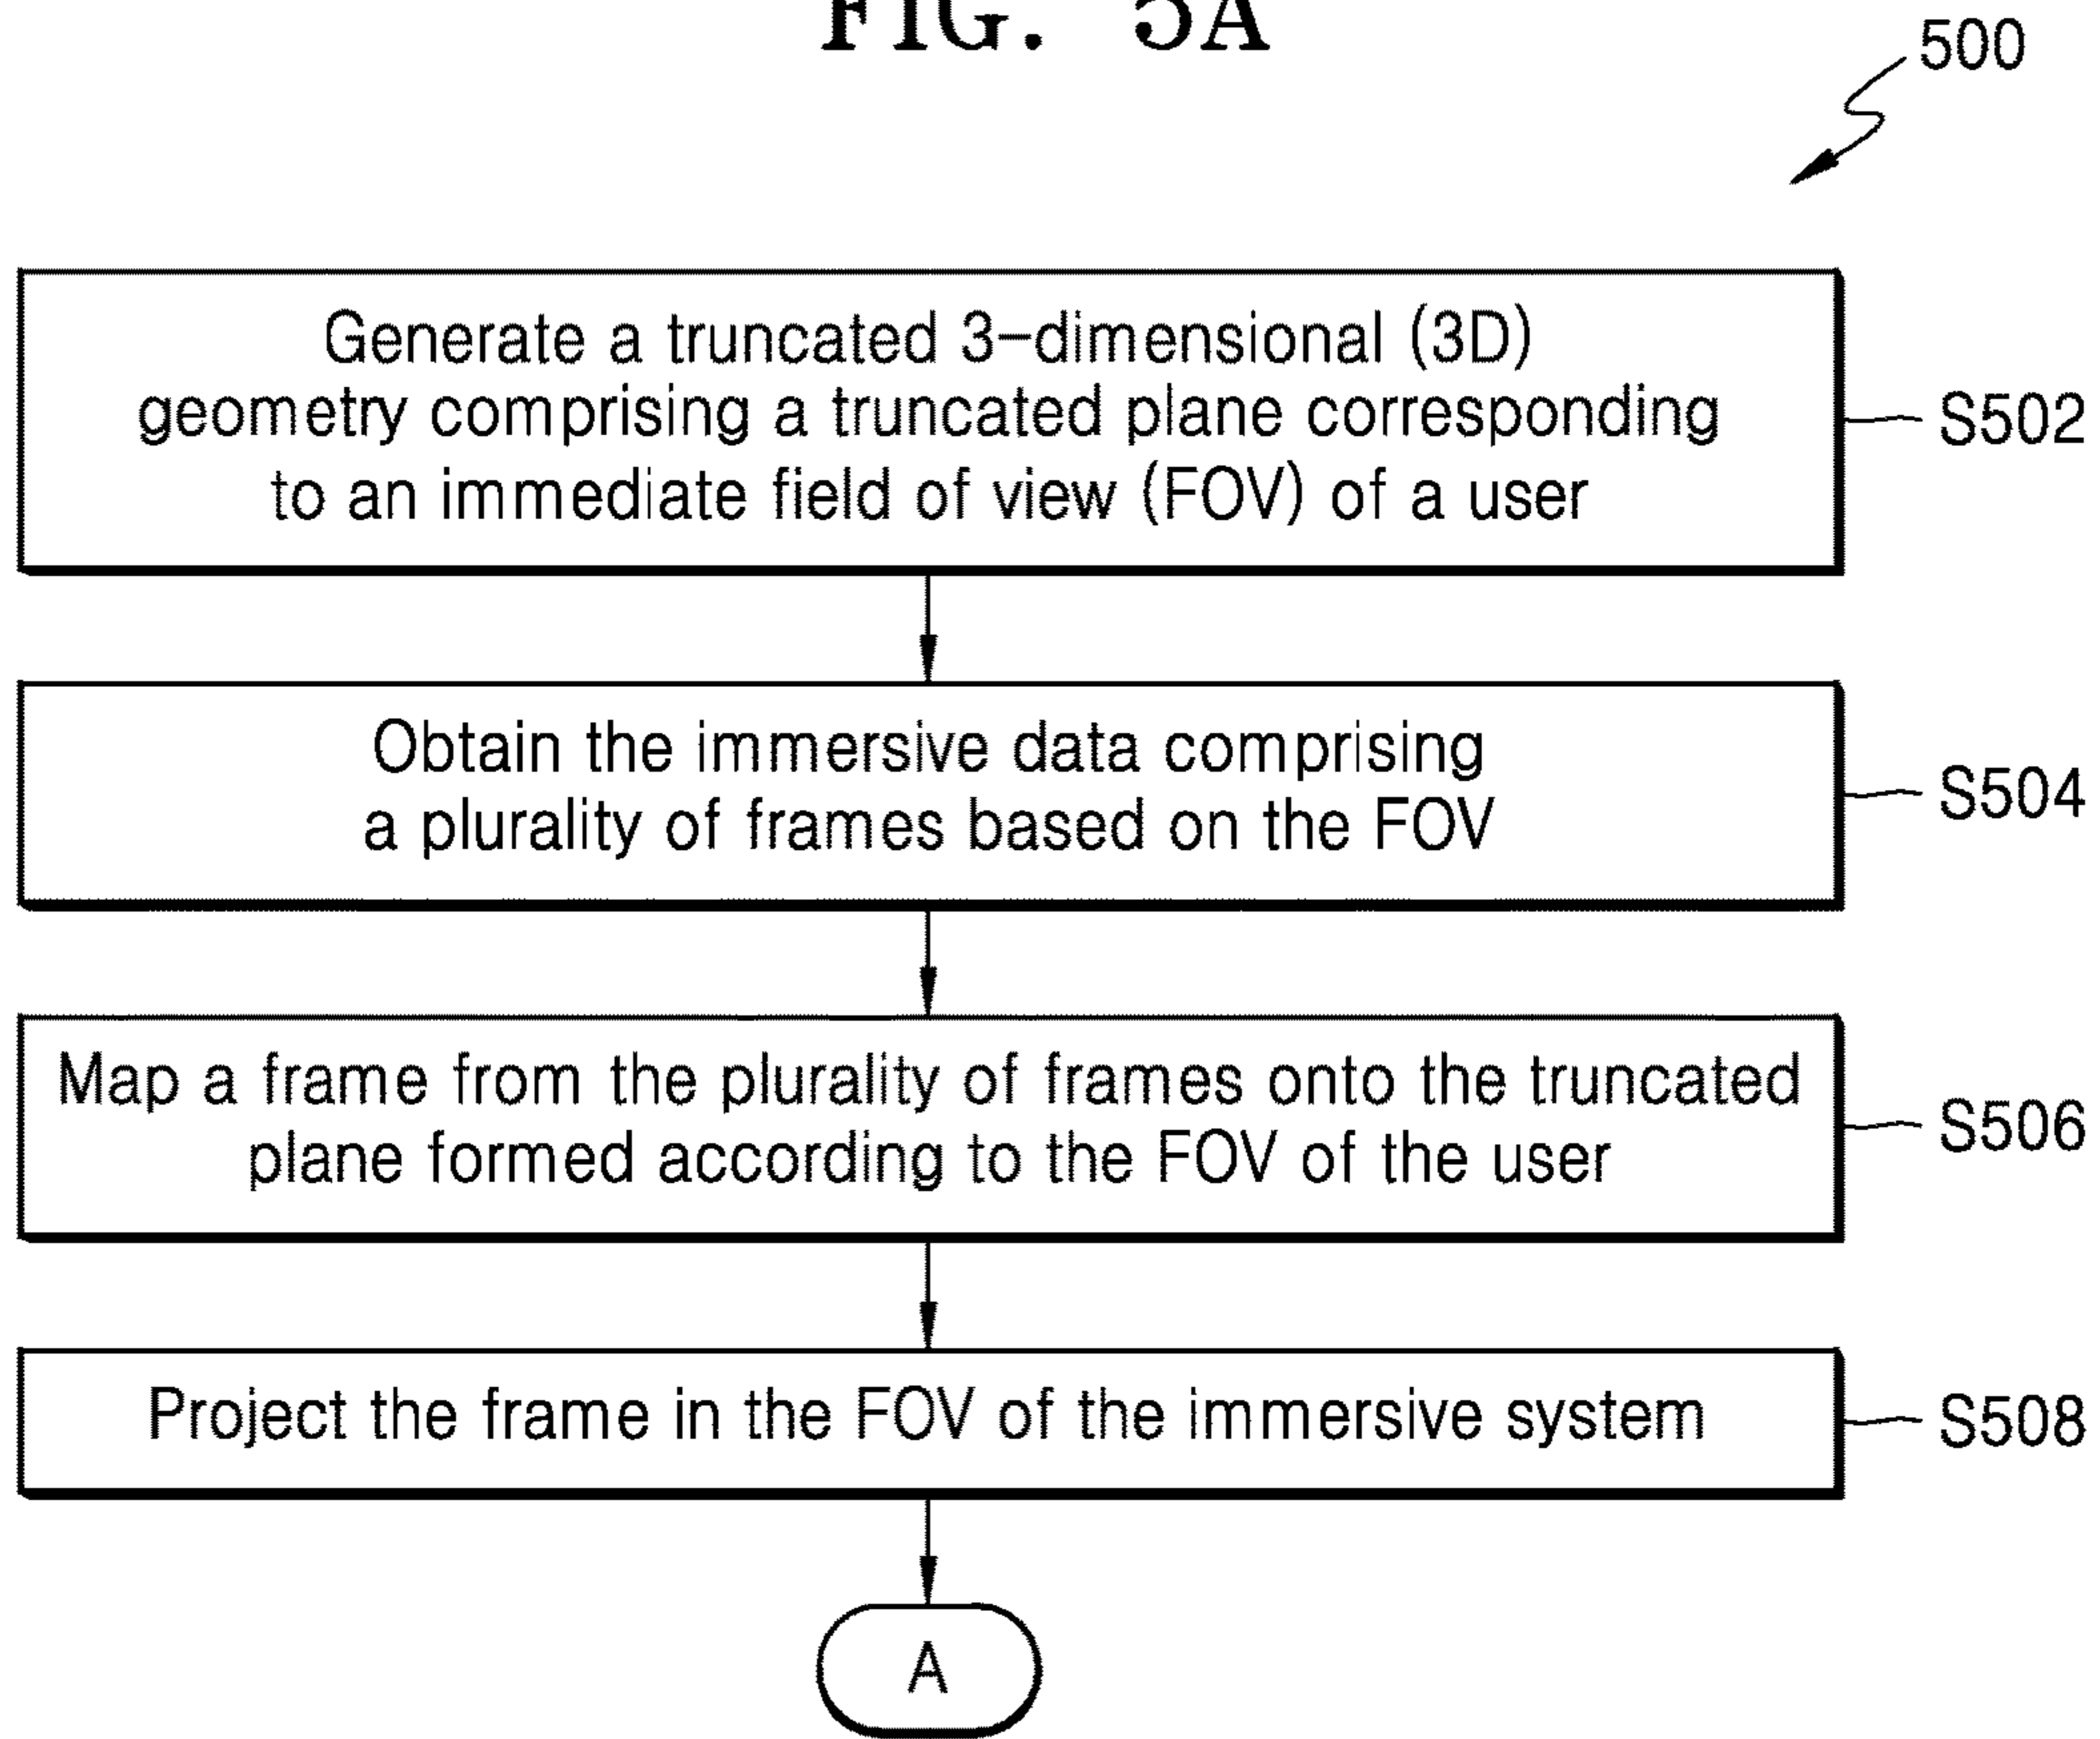 FIG. 5A
500
Generate a truncated 3-dimensional (3D)
geometry comprising a truncated plane corresponding
to an immediate field of view (FOV) of a user
S502
Obtain the immersive data comprising
a plurality of frames based on the FOV
S504
Map a frame from the plurality of frames onto the truncated
plane formed according to the FOV of the user
S506
Project the frame in the FOV of the immersive system
S508
A